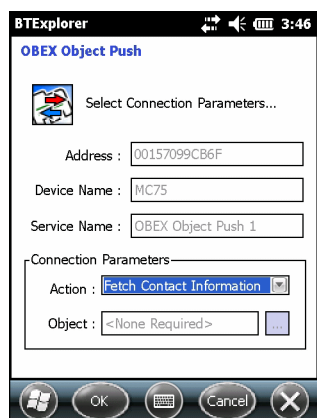 BTExplorer 3:46
OBEX Object Push
Select Connection Parameters...
Address : 00157099CB6F
Device Name : MC75
Service Name : OBEX Object Push 1
Connection Parameters
Action : Fetch Contact Information
Object : <None Required> ...
OK Cancel